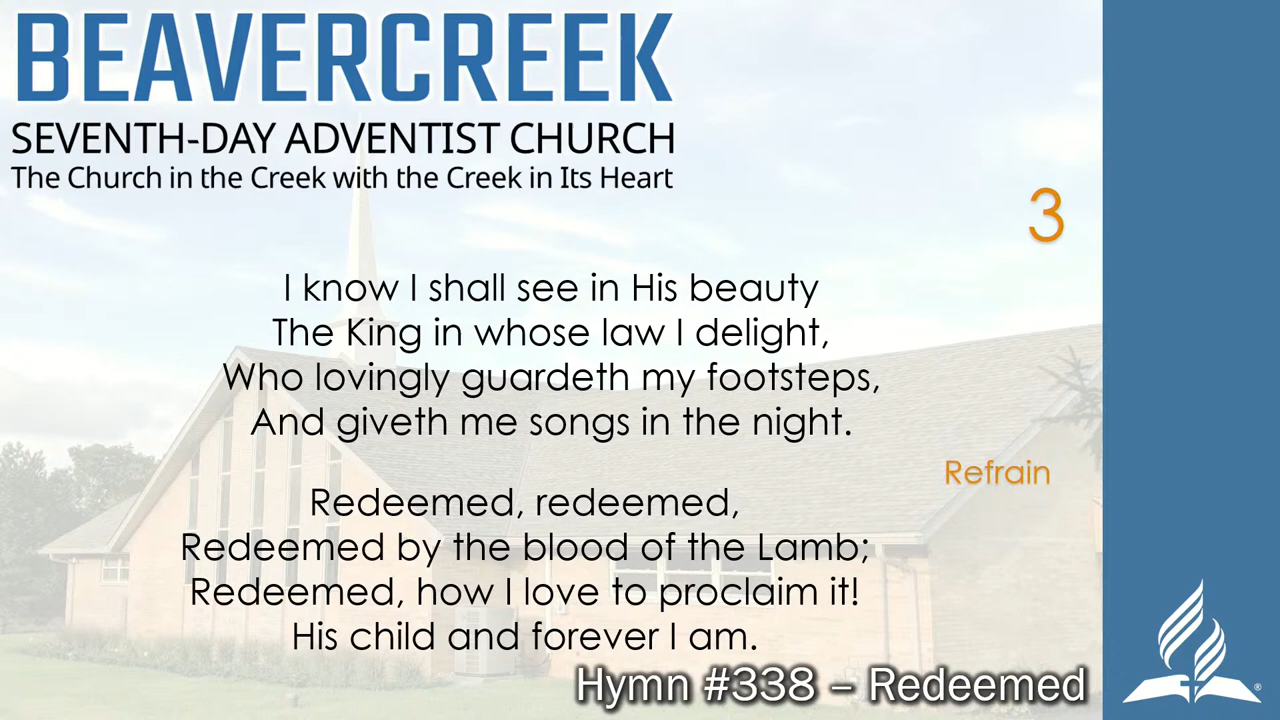 BEAVERCREEK
SEVENTH-DAY ADVENTIST CHURCH
The Church in the Creek with the Creek in Its Heart
3
I know I shall see in His beauty
The King in whose law I delight,
Who lovingly guardeth my footsteps,
And giveth me songs in the night.
Refrain
Redeemed, redeemed,
Redeemed by the blood of the Lamb;
Redeemed, how I love to proclaim it!
His child and forever I am.
Hymn #338 – Redeemed
®